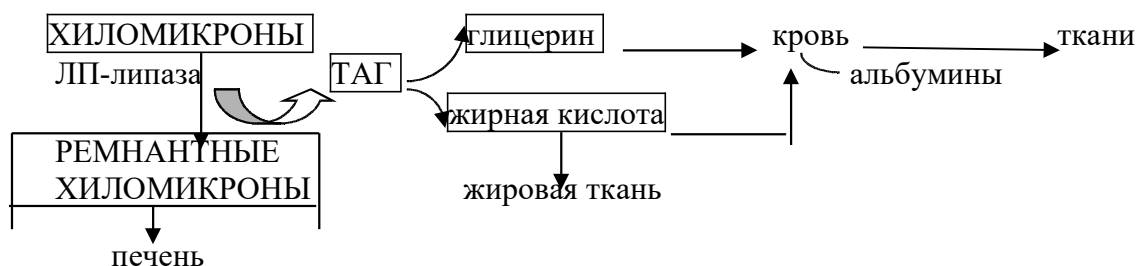 ХИЛОМИКРОНЫ глицерин кровь ткани
ЛП-липаза ТАГ альбумины
жирная кислота
РЕМНАНТНЫЕ
ХИЛОМИКРОНЫ жировая ткань
печень